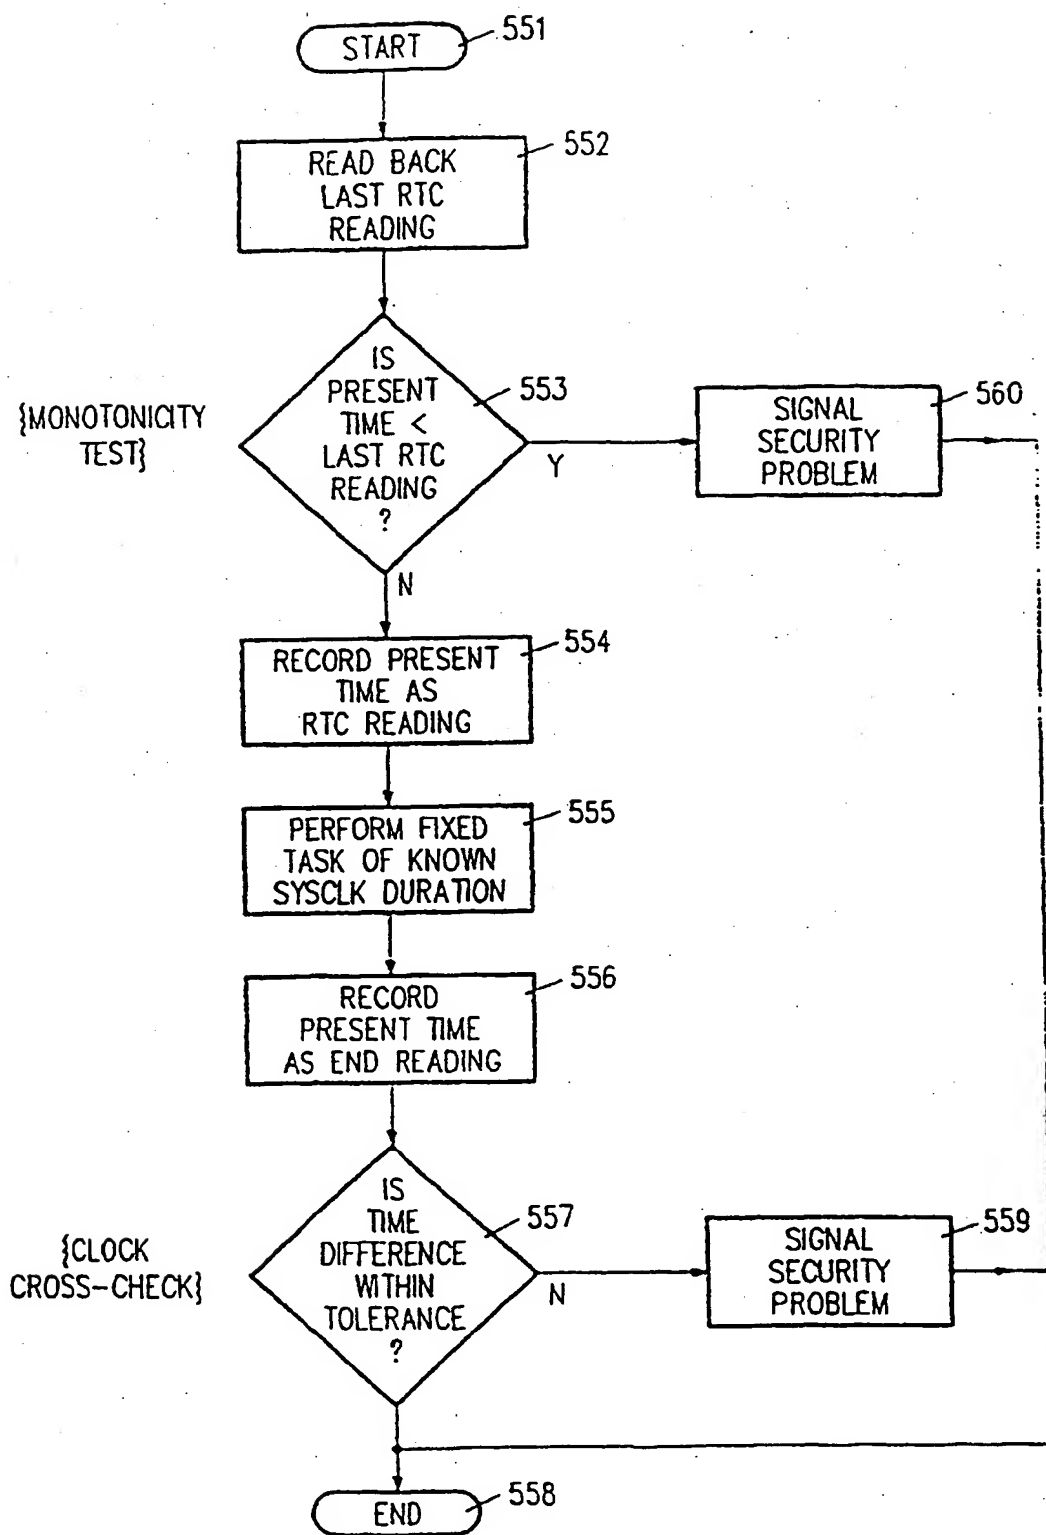 START
551
READ BACK
LAST RTC
READING
552
{MONOTONICITY
TEST}
IS
PRESENT
TIME <
LAST RTC
READING
?
553
Y
N
SIGNAL
SECURITY
PROBLEM
560
RECORD PRESENT
TIME AS
RTC READING
554
PERFORM FIXED
TASK OF KNOWN
SYSCLK DURATION
555
RECORD
PRESENT TIME
AS END READING
556
{CLOCK
CROSS-CHECK}
IS
TIME
DIFFERENCE
WITHIN
TOLERANCE
?
557
N
SIGNAL
SECURITY
PROBLEM
559
END
558